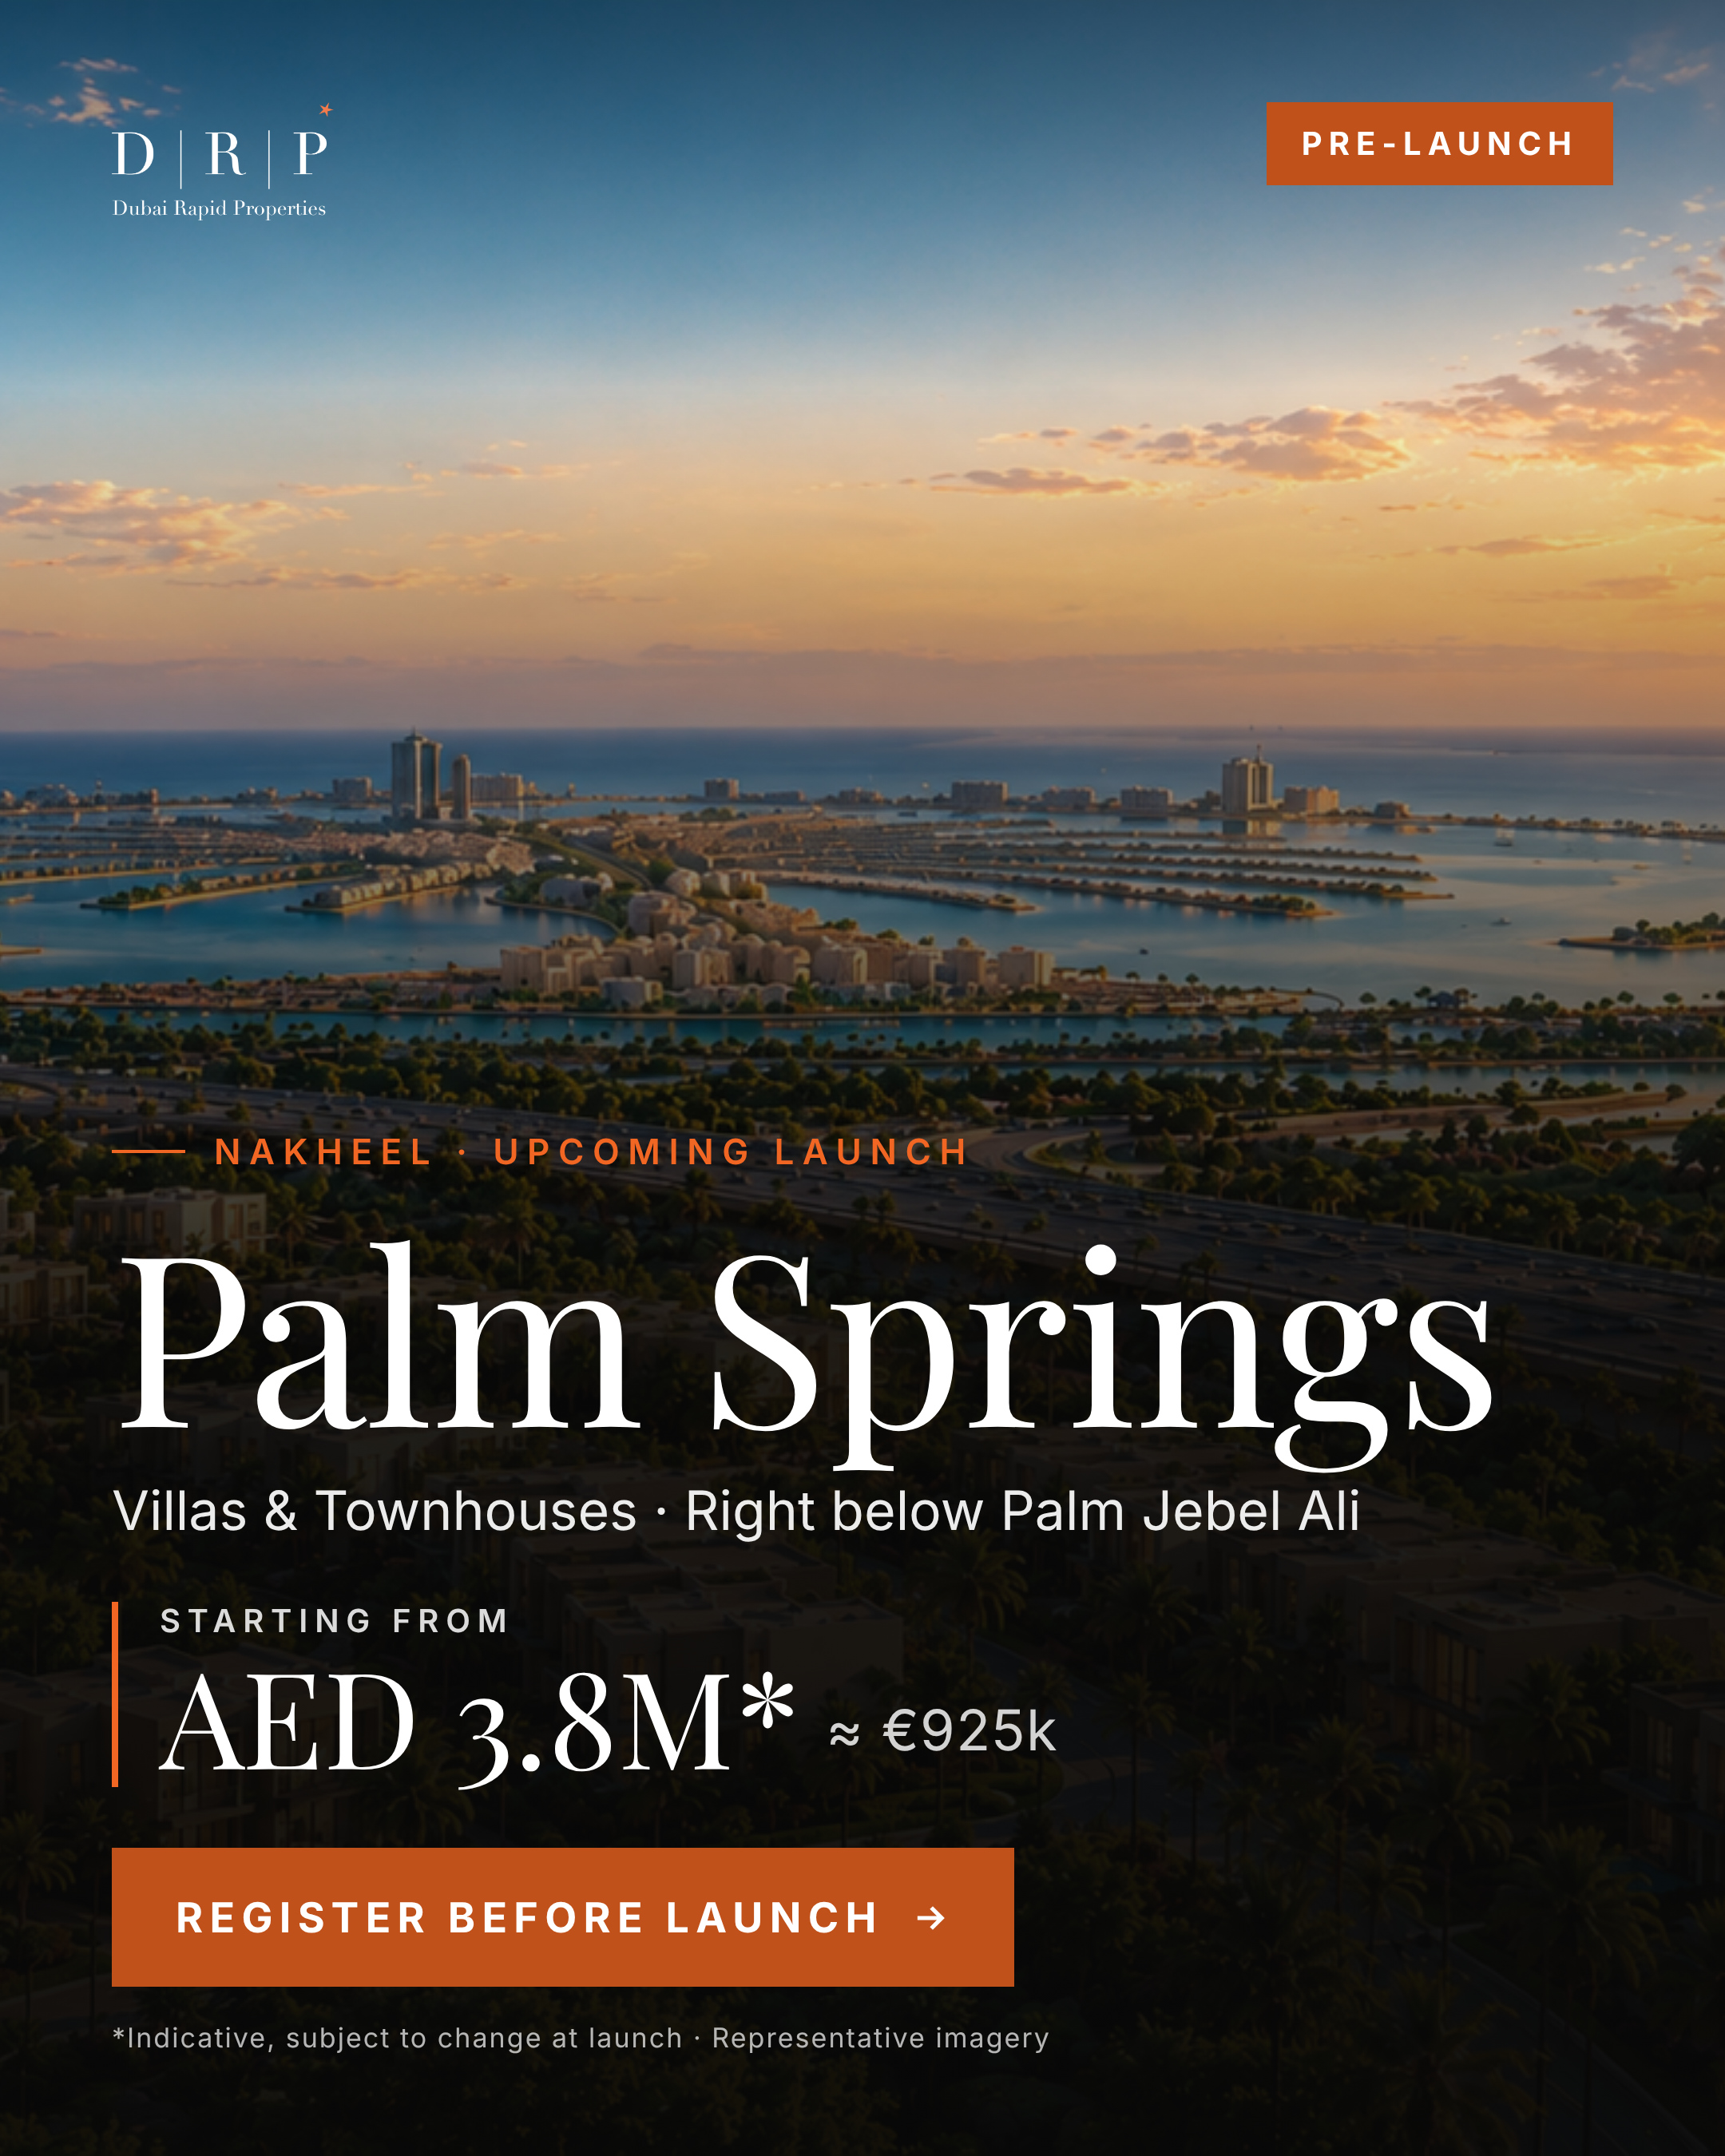 D | R | P
Dubai Rapid Properties
PRE-LAUNCH
NAKHEEL · UPCOMING LAUNCH
Palm Springs
Villas & Townhouses · Right below Palm Jebel Ali
STARTING FROM
AED 3.8M* ≈ €925k
REGISTER BEFORE LAUNCH →
*Indicative, subject to change at launch · Representative imagery